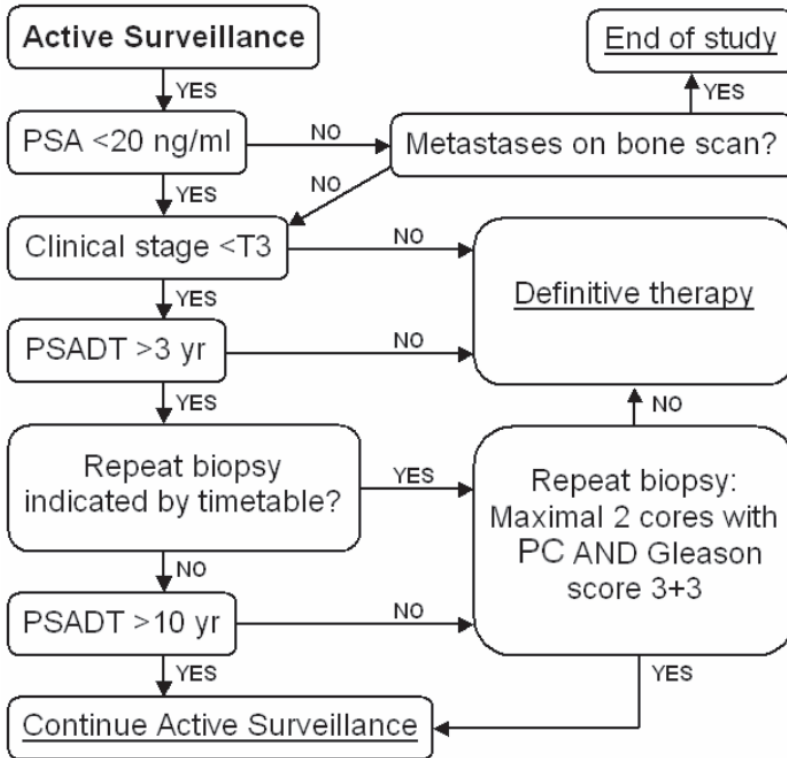 Active Surveillance
End of study
YES
YES
PSA <20 ng/ml
NO
Metastases on bone scan?
YES
NO
Clinical stage <T3
NO
Definitive therapy
YES
PSADT >3 yr
NO
YES
NO
Repeat biopsy
indicated by timetable?
YES
Repeat biopsy:
Maximal 2 cores with
PC AND Gleason
score 3+3
NO
PSADT >10 yr
NO
YES
YES
Continue Active Surveillance